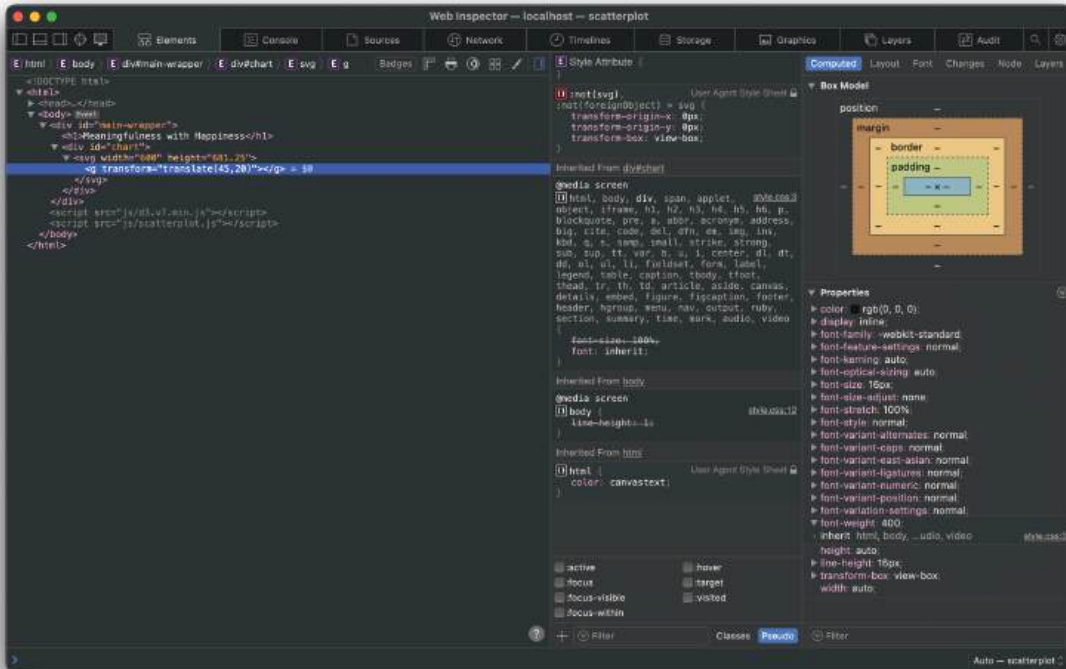 Web Inspector — localhost — scatterplot
Elements Console Sources Network Timelines Storage Graphics Layers Audit
E html E body E div#main-wrapper E div#chart E svg E g Badges
<!DOCTYPE html>
<html>
<head>…</head>
<body> Event
<div id="main-wrapper">
<h1>Meaningfulness with Happiness</h1>
<div id="chart">
<svg width="600" height="681.25">
<g transform="translate(45,20)"></g> = $0
</svg>
</div>
</div>
<script src="js/d3.v7.min.js"></script>
<script src="js/scatterplot.js"></script>
</body>
</html>
E Style Attribute {
}
:not(svg), User Agent Style Sheet
:not(foreignObject) > svg {
transform-origin-x: 0px;
transform-origin-y: 0px;
transform-box: view-box;
}
Inherited From div#chart
@media screen
html, body, div, span, applet, style.css:3
object, iframe, h1, h2, h3, h4, h5, h6, p,
blockquote, pre, a, abbr, acronym, address,
big, cite, code, del, dfn, em, img, ins,
kbd, q, s, samp, small, strike, strong,
sub, sup, tt, var, b, u, i, center, dl, dt,
dd, ol, ul, li, fieldset, form, label,
legend, table, caption, tbody, tfoot,
thead, tr, th, td, article, aside, canvas,
details, embed, figure, figcaption, footer,
header, hgroup, menu, nav, output, ruby,
section, summary, time, mark, audio, video
{
font-size: 100%;
font: inherit;
}
Inherited From body
@media screen
body { style.css:12
line-height: 1;
}
Inherited From html
html { User Agent Style Sheet
color: canvastext;
}
:active :hover
:focus :target
:focus-visible :visited
:focus-within
Filter Classes Pseudo
Computed Layout Font Changes Node Layers
Box Model
position –
margin –
border –
padding –
– × –
Properties
color: rgb(0, 0, 0);
display: inline;
font-family: -webkit-standard;
font-feature-settings: normal;
font-kerning: auto;
font-optical-sizing: auto;
font-size: 16px;
font-size-adjust: none;
font-stretch: 100%;
font-style: normal;
font-variant-alternates: normal;
font-variant-caps: normal;
font-variant-east-asian: normal;
font-variant-ligatures: normal;
font-variant-numeric: normal;
font-variant-position: normal;
font-variation-settings: normal;
font-weight: 400;
inherit html, body, …udio, video
height: auto;
line-height: 16px;
transform-box: view-box;
width: auto;
Filter
Auto — scatterplot